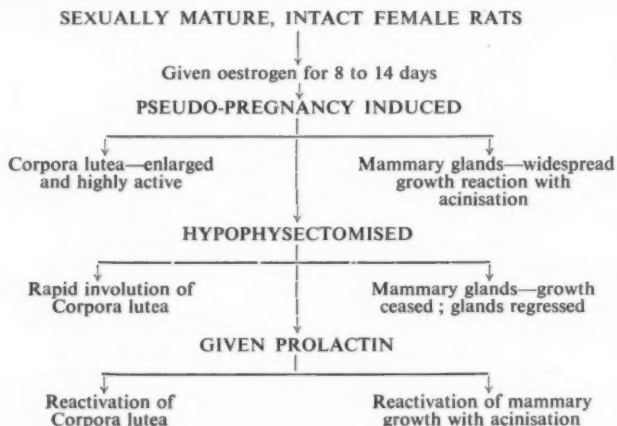 SEXUALLY MATURE, INTACT FEMALE RATS
Given oestrogen for 8 to 14 days
PSEUDO-PREGNANCY INDUCED
Corpora lutea—enlarged
and highly active
Mammary glands—widespread
growth reaction with
acinisation
HYPOPHYSECTOMISED
Rapid involution of
Corpora lutea
Mammary glands—growth
ceased ; glands regressed
GIVEN PROLACTIN
Reactivation of
Corpora lutea
Reactivation of mammary
growth with acinisation